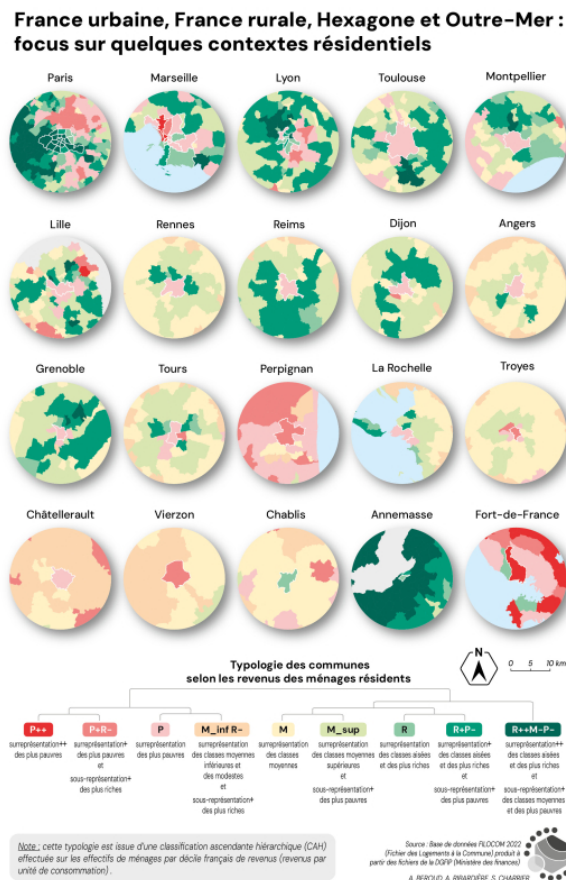 France urbaine, France rurale, Hexagone et Outre-Mer :
focus sur quelques contextes résidentiels
Paris
Marseille
Lyon
Toulouse
Montpellier
Lille
Rennes
Reims
Dijon
Angers
Grenoble
Tours
Perpignan
La Rochelle
Troyes
Châtellerault
Vierzon
Chablis
Annemasse
Fort-de-France
Typologie des communes
selon les revenus des ménages résidents
N
0 5 10 km
P++
surreprésentation++
des plus pauvres
P+R-
surreprésentation+
des plus pauvres
et
sous-représentation+
des plus riches
P
surreprésentation
des plus pauvres
M_inf R-
surreprésentation
des classes moyennes
inférieures et
des modestes
et
sous-représentation+
des plus riches
M
surreprésentation
des classes
moyennes
M_sup
surreprésentation
des classes moyennes
supérieures
et
sous-représentation+
des plus pauvres
R
surreprésentation
des classes aisées
et des plus riches
R+P-
surreprésentation+
des classes aisées
et des plus riches
et
sous-représentation+
des plus pauvres
R++M-P-
surreprésentation++
des classes aisées
et des plus riches
et
sous-représentation+
des classes moyennes
et des plus pauvres
Note : cette typologie est issue d'une classification ascendante hiérarchique (CAH)
effectuée sur les effectifs de ménages par décile français de revenu (revenus par
unité de consommation) .
Source : Base de données FILOCOM 2022
(Fichier des Logements à la Commune) produit à
partir des fichiers de la DGFIP (Ministère des finances)
A. RIBARDIÈRE, S. CHARRIER